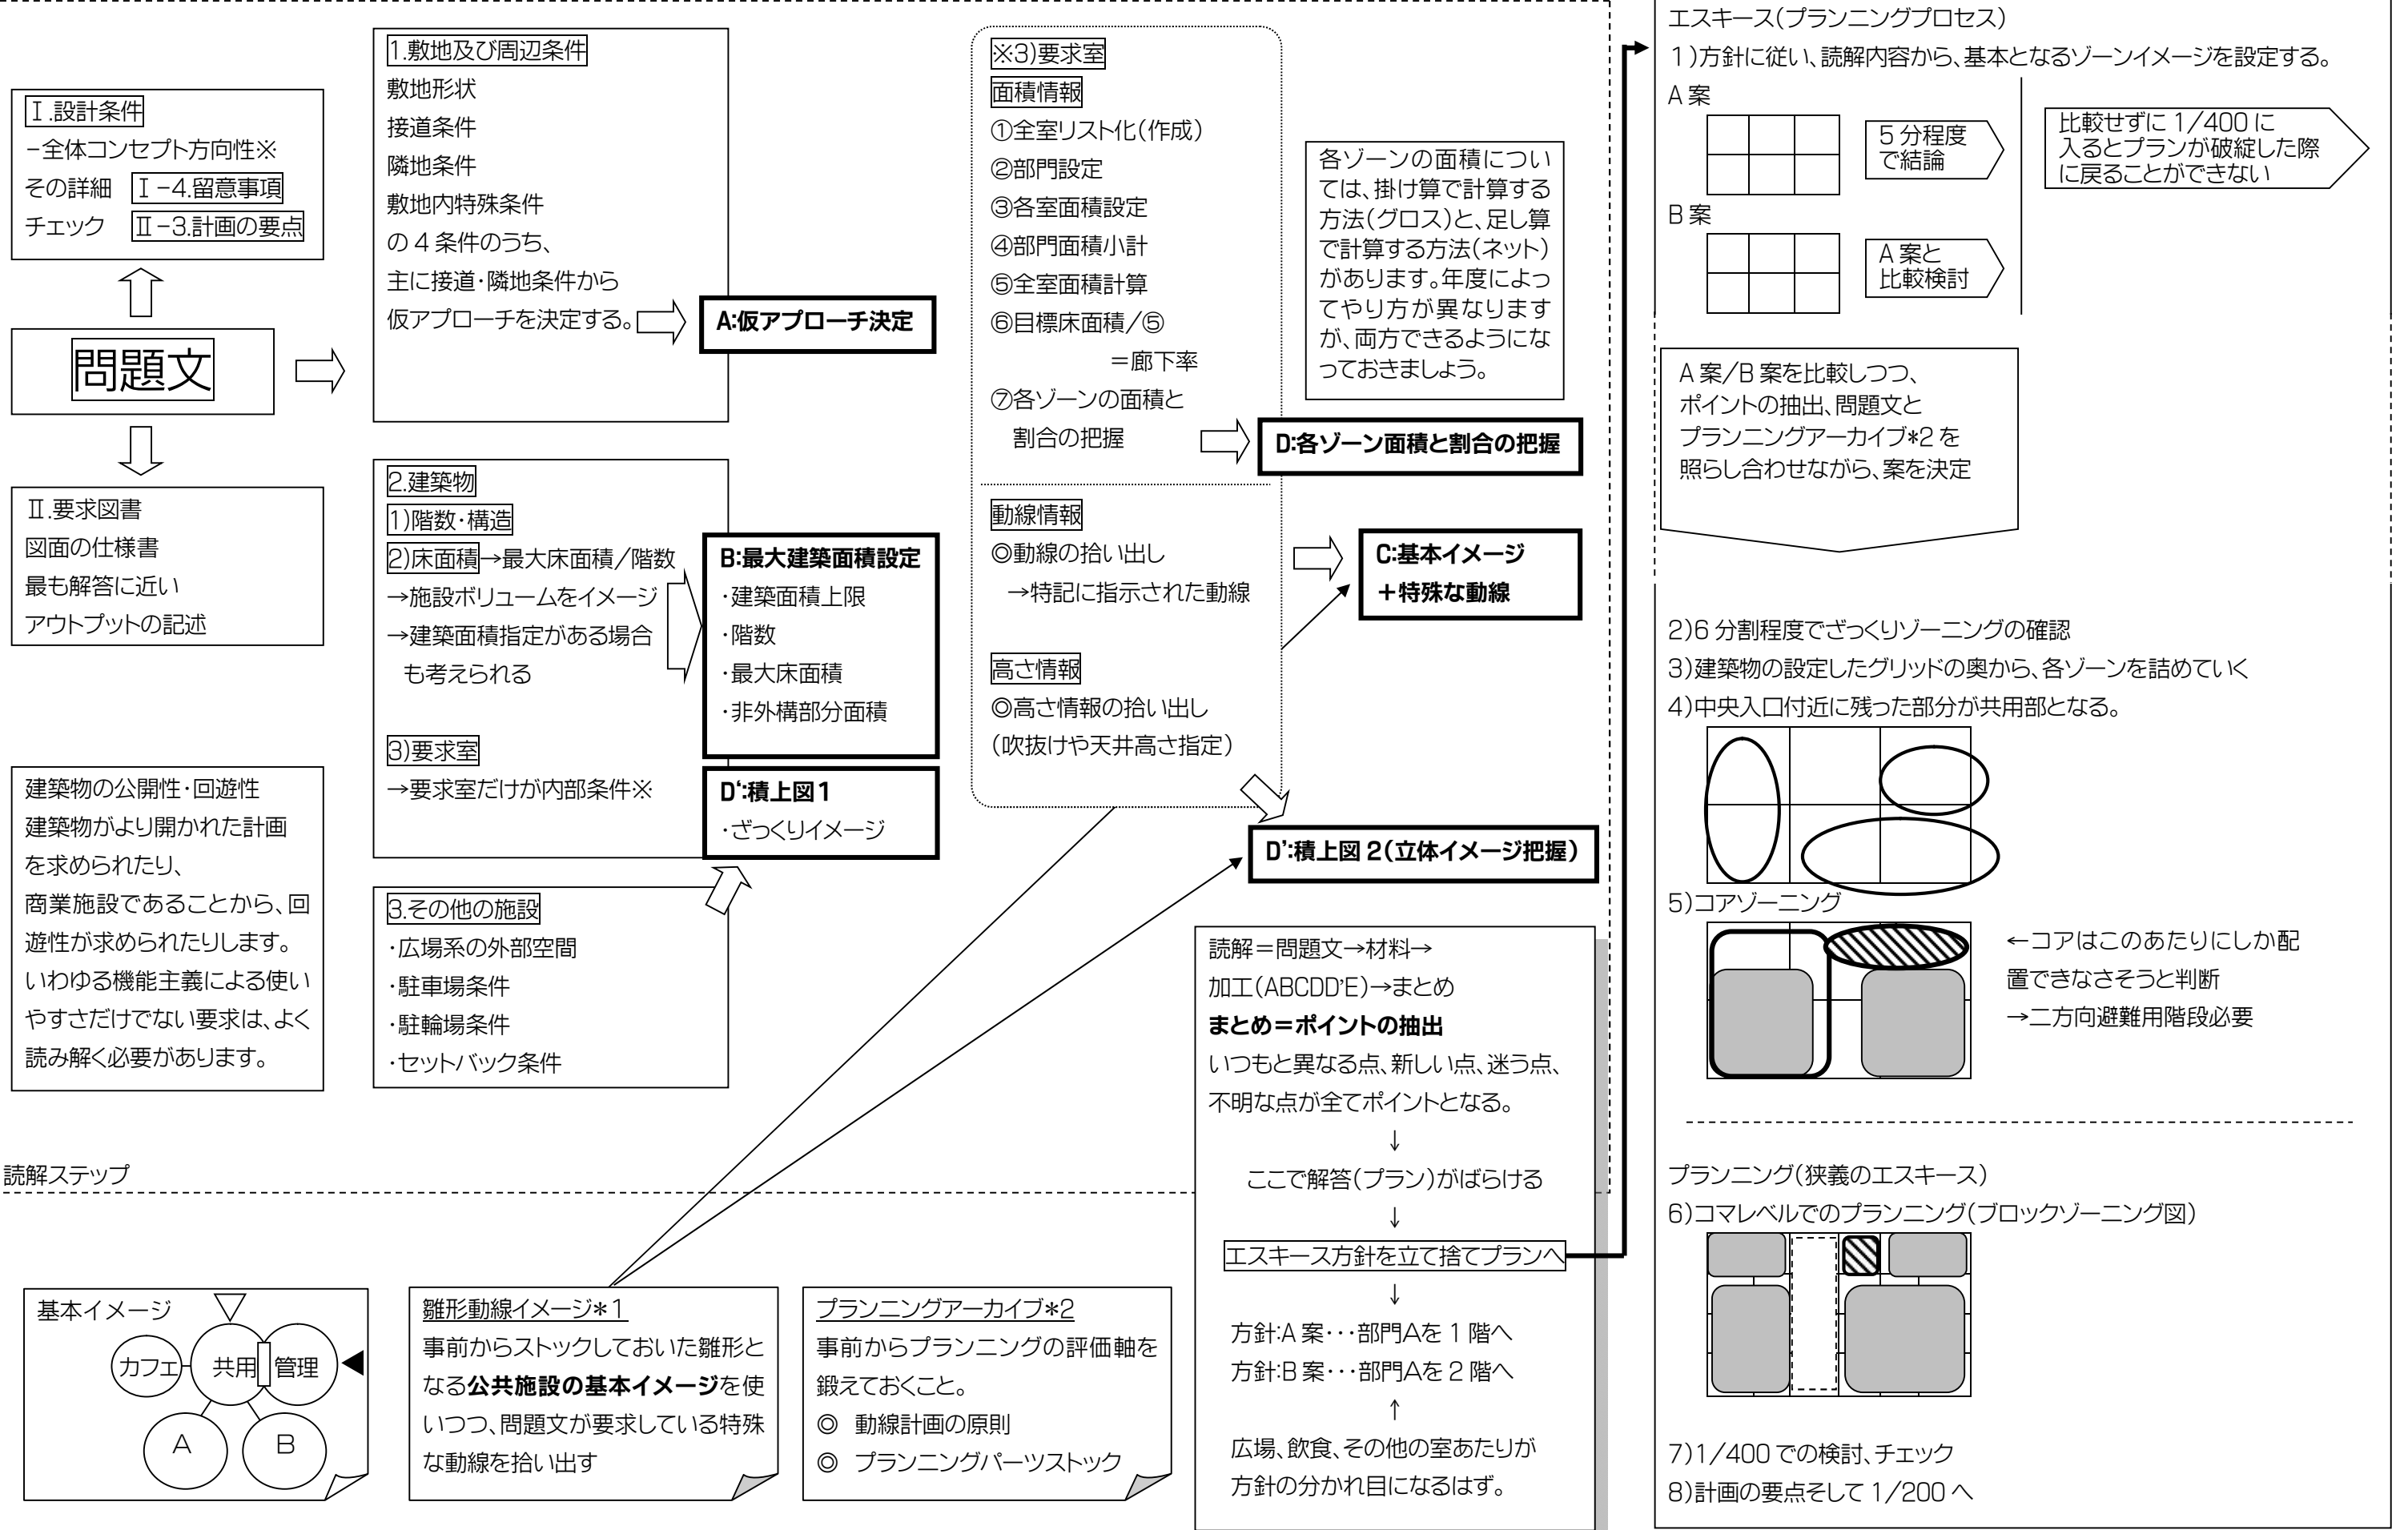 Ⅰ.設計条件
－全体コンセプト方向性※
その詳細　Ⅰ－4.留意事項
チェック　Ⅱ－3.計画の要点
問題文
Ⅱ.要求図書
図面の仕様書
最も解答に近い
アウトプットの記述
建築物の公開性・回遊性
建築物がより開かれた計画
を求められたり、
商業施設であることから、回
遊性が求められたりします。
いわゆる機能主義による使い
やすさだけでない要求は、よく
読み解く必要があります。
1.敷地及び周辺条件
敷地形状
接道条件
隣地条件
敷地内特殊条件
の 4 条件のうち、
主に接道・隣地条件から
仮アプローチを決定する。
A:仮アプローチ決定
2.建築物
1)階数・構造
2)床面積→最大床面積/階数
→施設ボリュームをイメージ
→建築面積指定がある場合
も考えられる
3)要求室
→要求室だけが内部条件※
B:最大建築面積設定
・建築面積上限
・階数
・最大床面積
・非外構部分面積
D‘:積上図１
・ざっくりイメージ
3.その他の施設
・広場系の外部空間
・駐車場条件
・駐輪場条件
・セットバック条件
※3)要求室
面積情報
①全室リスト化(作成)
②部門設定
③各室面積設定
④部門面積小計
⑤全室面積計算
⑥目標床面積/⑤
＝廊下率
⑦各ゾーンの面積と
割合の把握
各ゾーンの面積につい
ては、掛け算で計算する
方法(グロス)と、足し算
で計算する方法(ネット)
があります。年度によっ
てやり方が異なります
が、両方できるようにな
っておきましょう。
D:各ゾーン面積と割合の把握
動線情報
◎動線の拾い出し
→特記に指示された動線
C:基本イメージ
＋特殊な動線
高さ情報
◎高さ情報の拾い出し
(吹抜けや天井高さ指定)
D’:積上図 2(立体イメージ把握)
読解＝問題文→材料→
加工(ABCDD’E)→まとめ
まとめ＝ポイントの抽出
いつもと異なる点、新しい点、迷う点、
不明な点が全てポイントとなる。
↓
ここで解答(プラン)がばらける
↓
エスキース方針を立て捨てプランへ
↓
方針:A 案・・・部門Aを 1 階へ
方針:B 案・・・部門Aを 2 階へ
↑
広場、飲食、その他の室あたりが
方針の分かれ目になるはず。
読解ステップ
基本イメージ
カフェ
共用
管理
A
B
雛形動線イメージ＊1
事前からストックしておいた雛形と
なる公共施設の基本イメージを使
いつつ、問題文が要求している特殊
な動線を拾い出す
プランニングアーカイブ＊2
事前からプランニングの評価軸を
鍛えておくこと。
◎　動線計画の原則
◎　プランニングパーツストック
エスキース(プランニングプロセス)
１)方針に従い、読解内容から、基本となるゾーンイメージを設定する。
A 案
5 分程度
で結論
比較せずに 1/400 に
入るとプランが破綻した際
に戻ることができない
B 案
A 案と
比較検討
A 案/B 案を比較しつつ、
ポイントの抽出、問題文と
プランニングアーカイブ*2 を
照らし合わせながら、案を決定
2)6 分割程度でざっくりゾーニングの確認
3)建築物の設定したグリッドの奥から、各ゾーンを詰めていく
4)中央入口付近に残った部分が共用部となる。
5)コアゾーニング
←コアはこのあたりにしか配
置できなさそうと判断
→二方向避難用階段必要
プランニング(狭義のエスキース)
6)コマレベルでのプランニング(ブロックゾーニング図)
7)1/400 での検討、チェック
8)計画の要点そして 1/200 へ